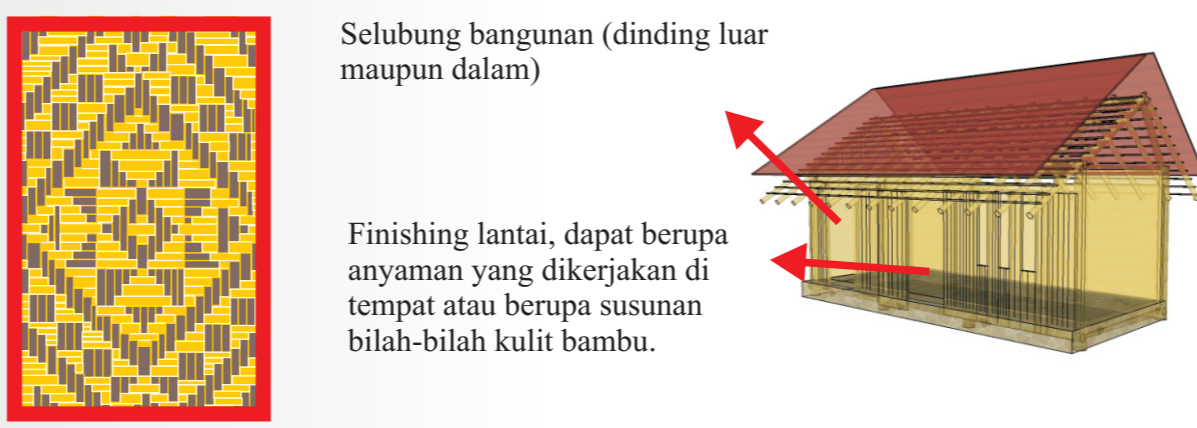 Selubung bangunan (dinding luar
maupun dalam)
Finishing lantai, dapat berupa
anyaman yang dikerjakan di
tempat atau berupa susunan
bilah-bilah kulit bambu.